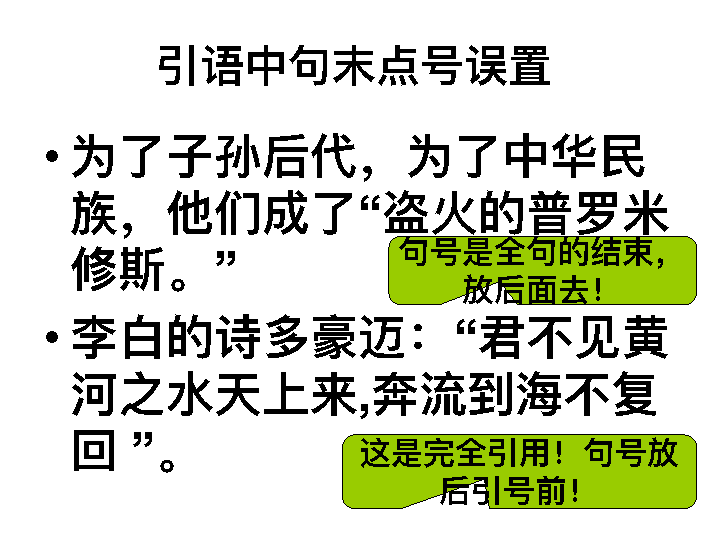 引语中句末点号误置
•为了子孙后代，为了中华民
族，他们成了“盗火的普罗米
修斯。”
句号是全句的结束，
放后面去！
•李白的诗多豪迈：“君不见黄
河之水天上来,奔流到海不复
回 ”。
这是完全引用！句号放
后引号前！